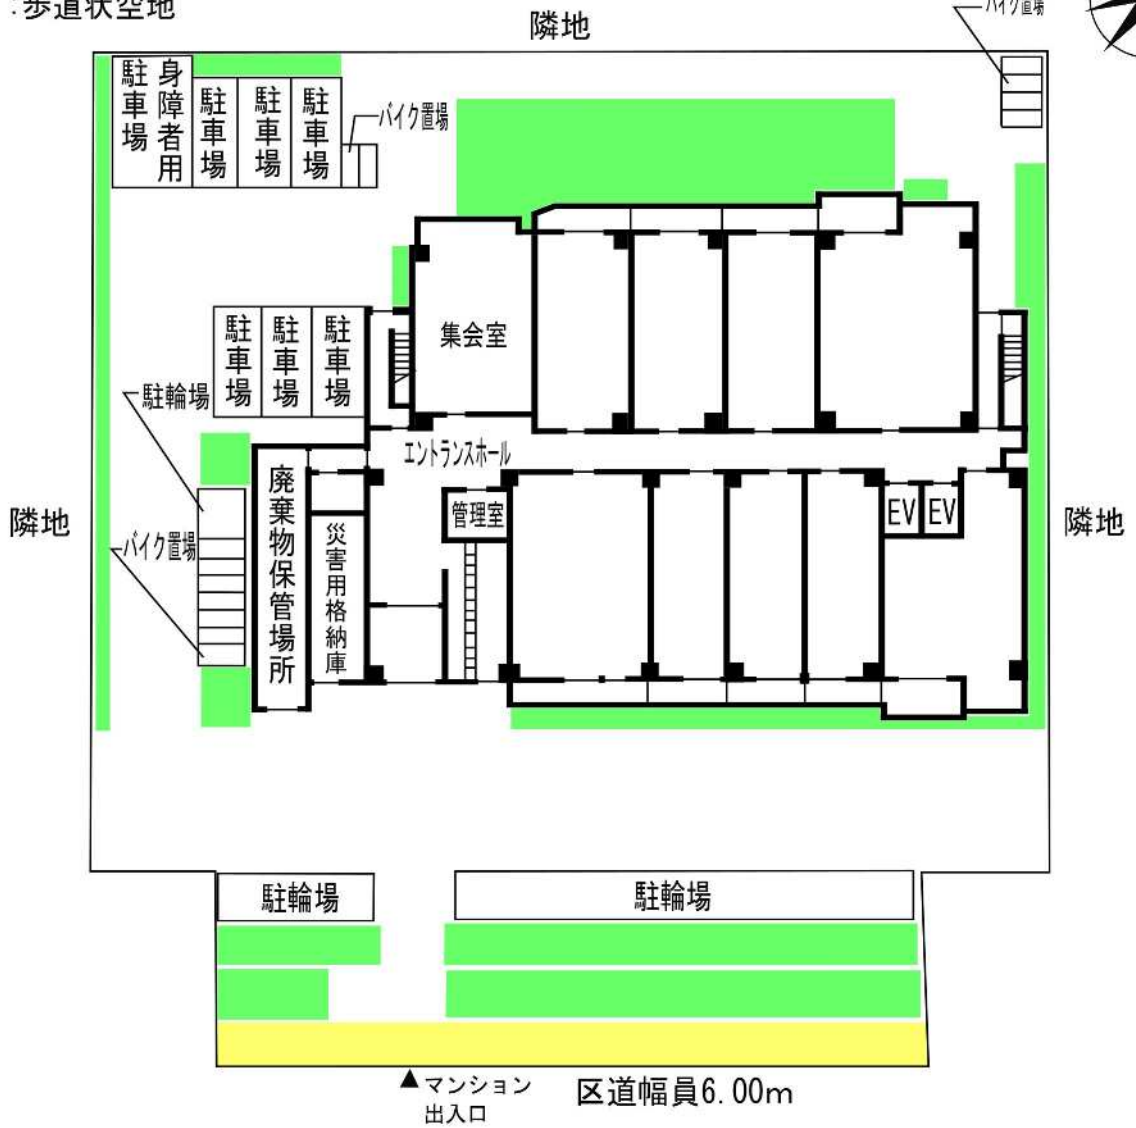 :歩道状空地
隣地
バイク置場
身障者用
駐車場
駐車場
駐車場
駐車場
バイク置場
駐車場
駐車場
駐車場
集会室
駐輪場
エントランスホール
廃棄物保管場所
災害用格納庫
管理室
EV
EV
隣地
バイク置場
隣地
駐輪場
駐輪場
▲マンション
出入口
区道幅員6.00m